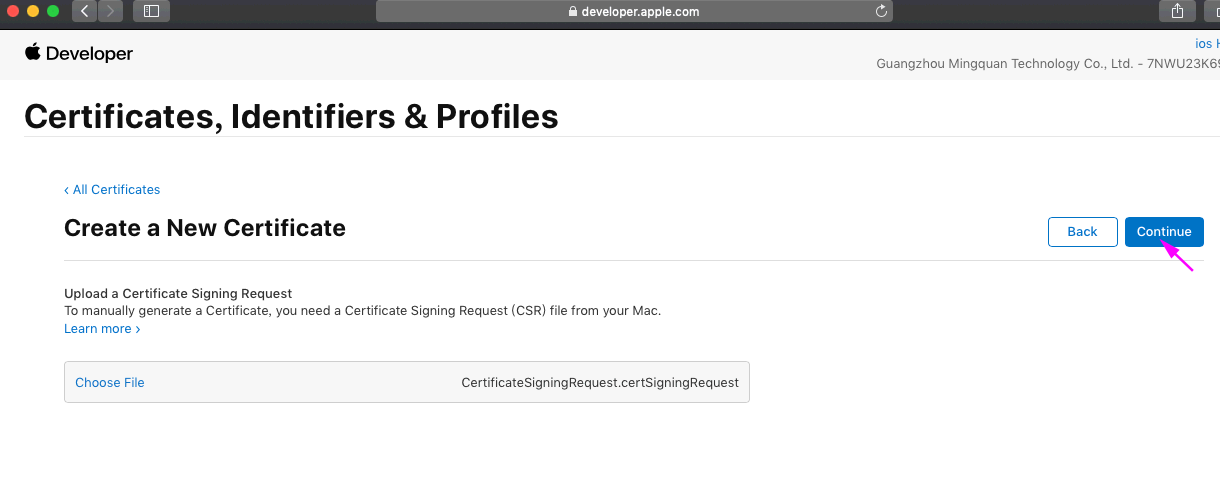 developer.apple.com
Developer
ios
Guangzhou Mingquan Technology Co., Ltd. - 7NWU23K69
Certificates, Identifiers & Profiles
‹ All Certificates
Create a New Certificate
Back
Continue
Upload a Certificate Signing Request
To manually generate a Certificate, you need a Certificate Signing Request (CSR) file from your Mac.
Learn more ›
Choose File
CertificateSigningRequest.certSigningRequest